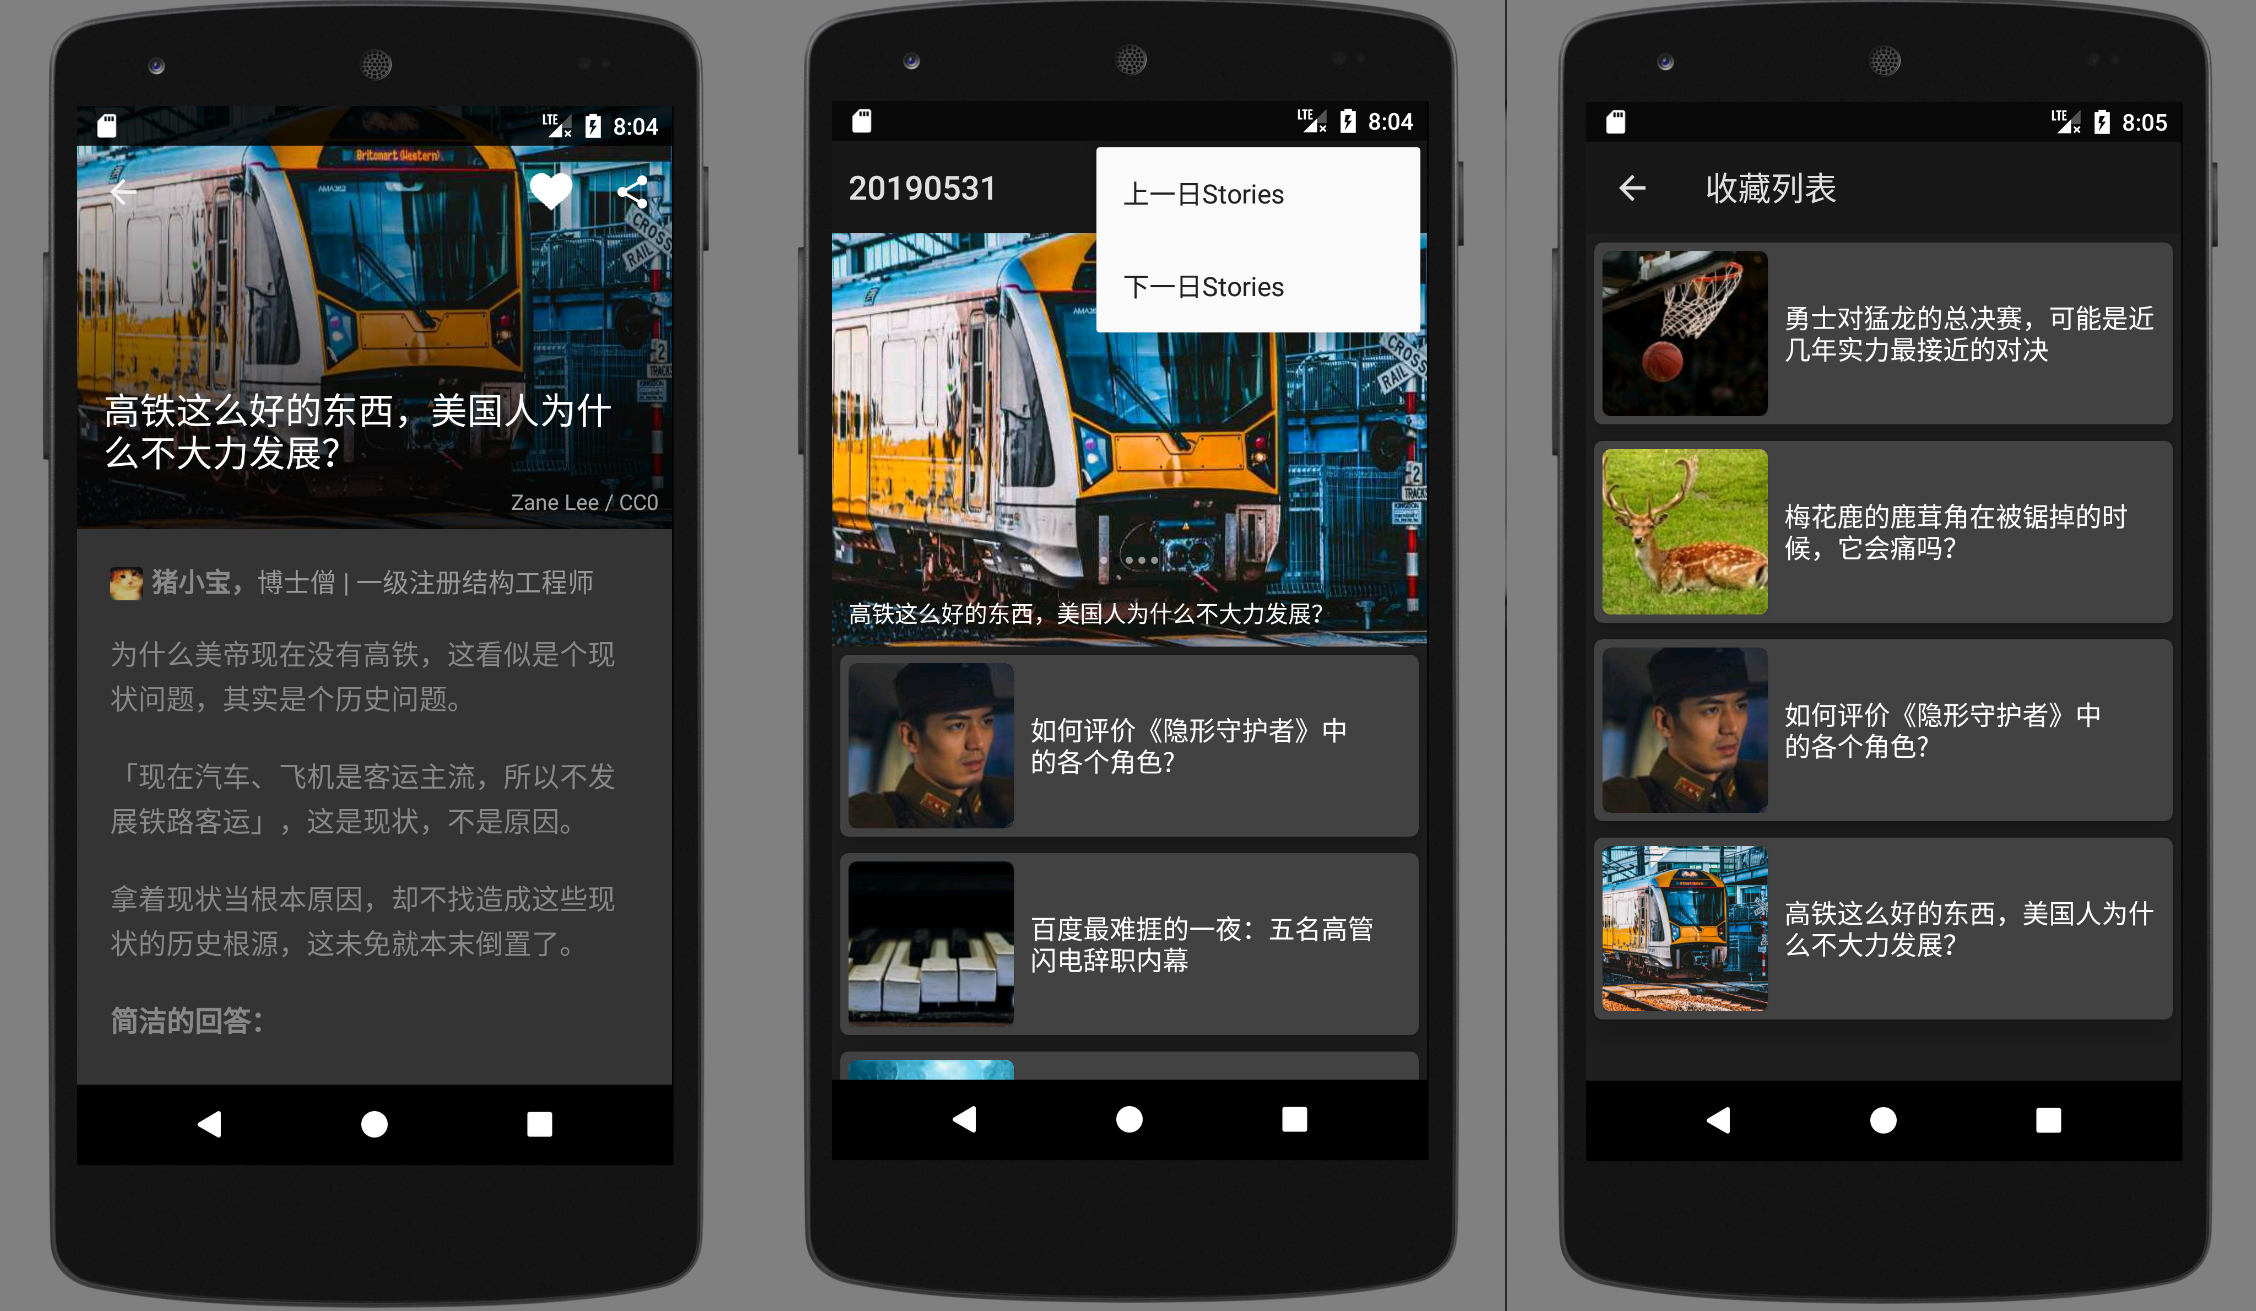 LTE 8:04
Britomart (Western)
AMA362
CROSS
RAIL
2
TRACKS
高铁这么好的东西，美国人为什
么不大力发展？
Zane Lee / CC0
猪小宝，博士僧 | 一级注册结构工程师
为什么美帝现在没有高铁，这看似是个现
状问题，其实是个历史问题。
「现在汽车、飞机是客运主流，所以不发
展铁路客运」，这是现状，不是原因。
拿着现状当根本原因，却不找造成这些现
状的历史根源，这未免就本末倒置了。
简洁的回答：
LTE 8:04
20190531
上一日Stories
下一日Stories
CROSS
RAIL
2
TRACKS
高铁这么好的东西，美国人为什么不大力发展？
如何评价《隐形守护者》中
的各个角色？
百度最难捱的一夜：五名高管
闪电辞职内幕
LTE 8:05
收藏列表
勇士对猛龙的总决赛，可能是近
几年实力最接近的对决
梅花鹿的鹿茸角在被锯掉的时
候，它会痛吗？
如何评价《隐形守护者》中
的各个角色？
高铁这么好的东西，美国人为什
么不大力发展？